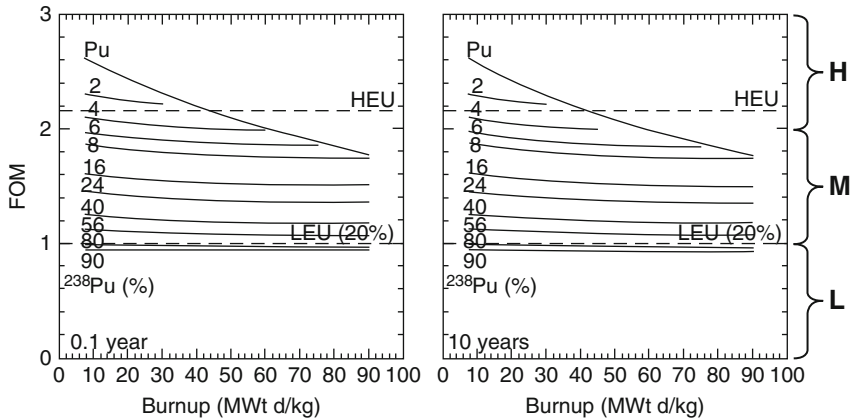 FOM
3
2
1
0
Pu
2
4
6
8
16
24
40
56
80
90
238Pu (%)
HEU
LEU (20%)
0.1 year
0 10 20 30 40 50 60 70 80 90 100
Burnup (MWt d/kg)
Pu
2
4
6
8
16
24
40
56
80
90
238Pu (%)
HEU
LEU (20%)
10 years
0 10 20 30 40 50 60 70 80 90 100
Burnup (MWt d/kg)
H
M
L